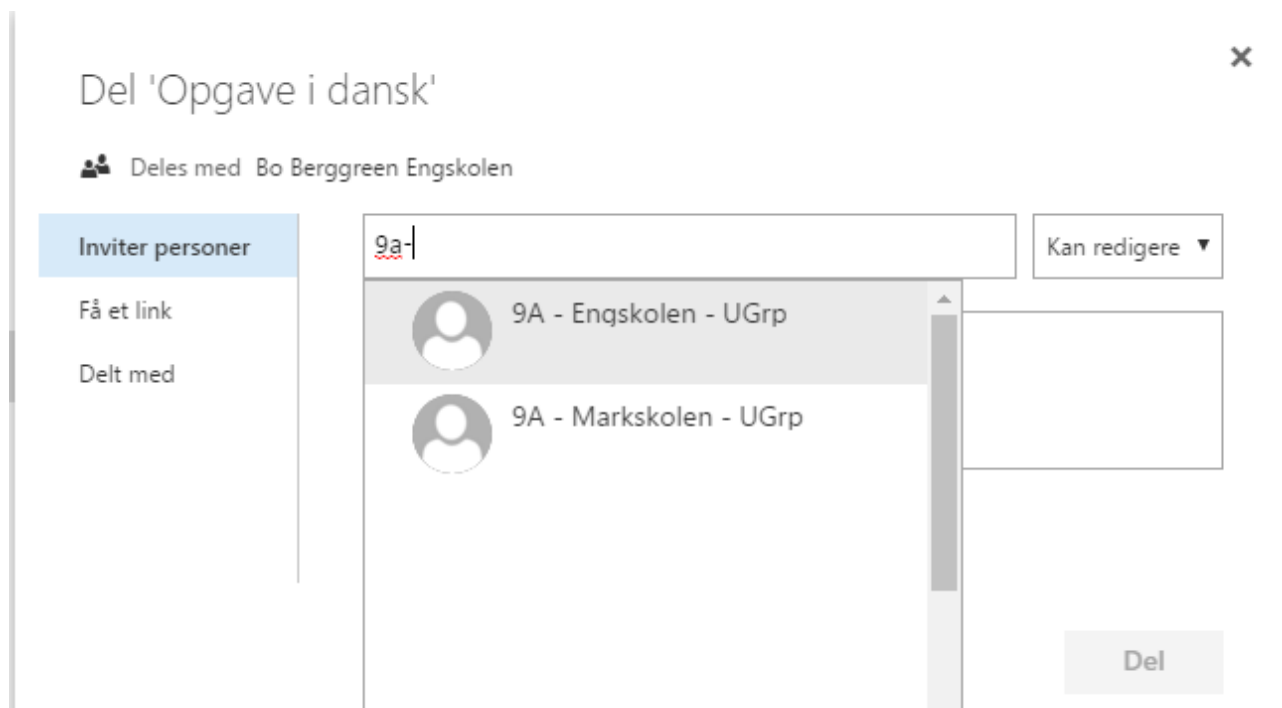 Del 'Opgave i dansk'
Deles med Bo Berggreen Engskolen
Inviter personer
9a-
Kan redigere ▼
Få et link
9A - Engskolen - UGrp
Delt med
9A - Markskolen - UGrp
Del